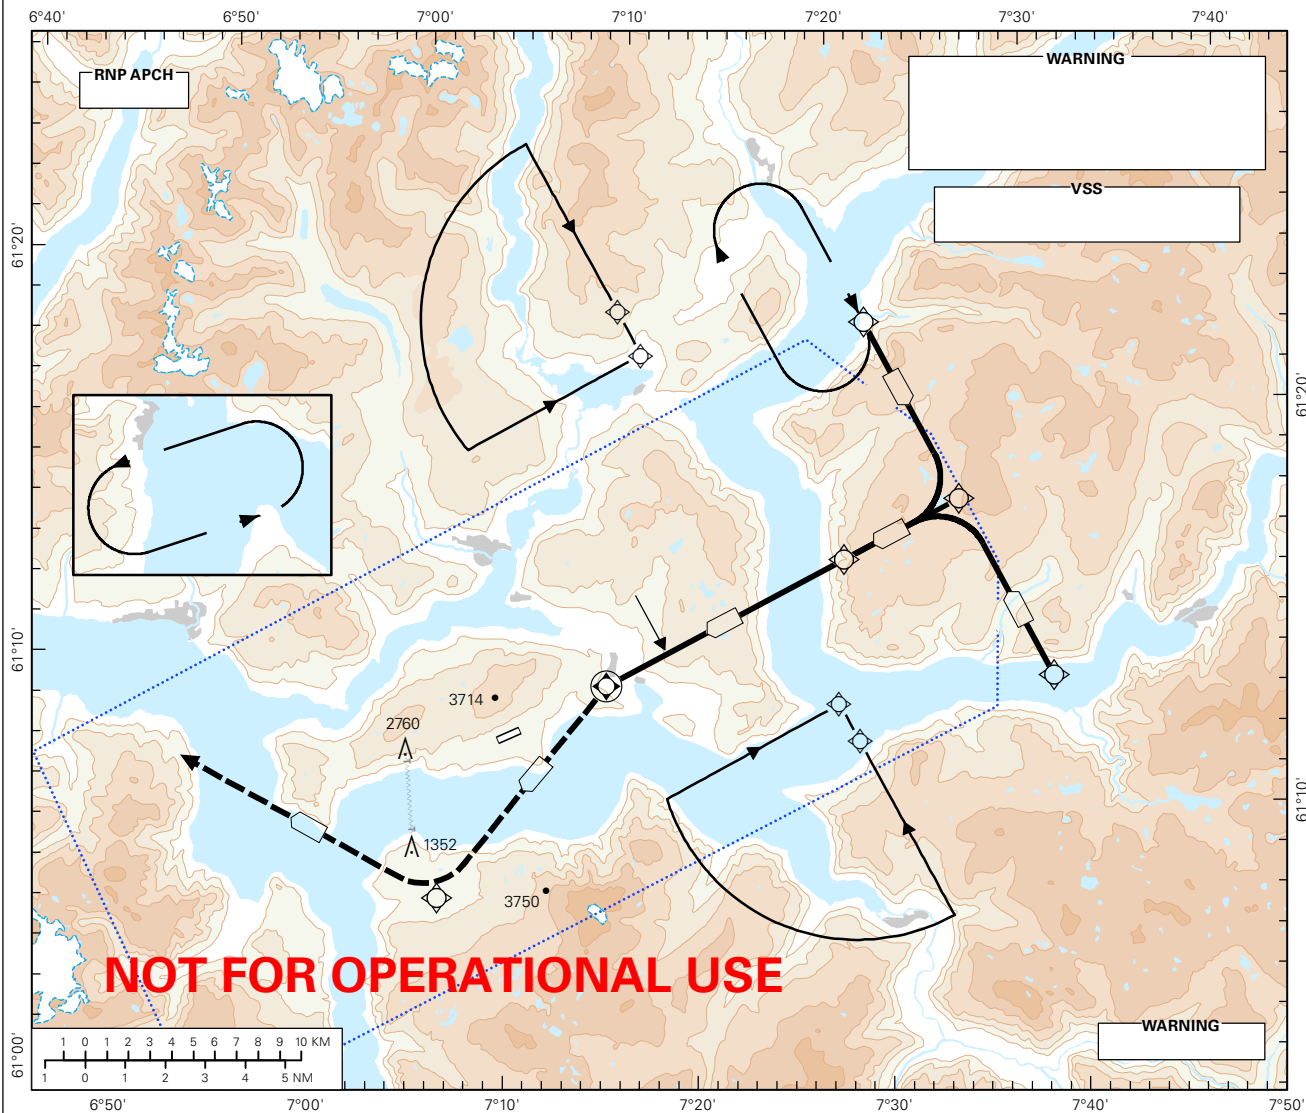 6°40' 6°50' 7°00' 7°10' 7°20' 7°30' 7°40'
RNP APCH
WARNING
VSS
61°20'
61°20'
61°10'
3714
2760
61°10'
1352
3750
NOT FOR OPERATIONAL USE
WARNING
61°00'
1 0 1 2 3 4 5 6 7 8 9 10 KM
1 0 1 2 3 4 5 NM
6°50' 7°00' 7°10' 7°20' 7°30' 7°40' 7°50'